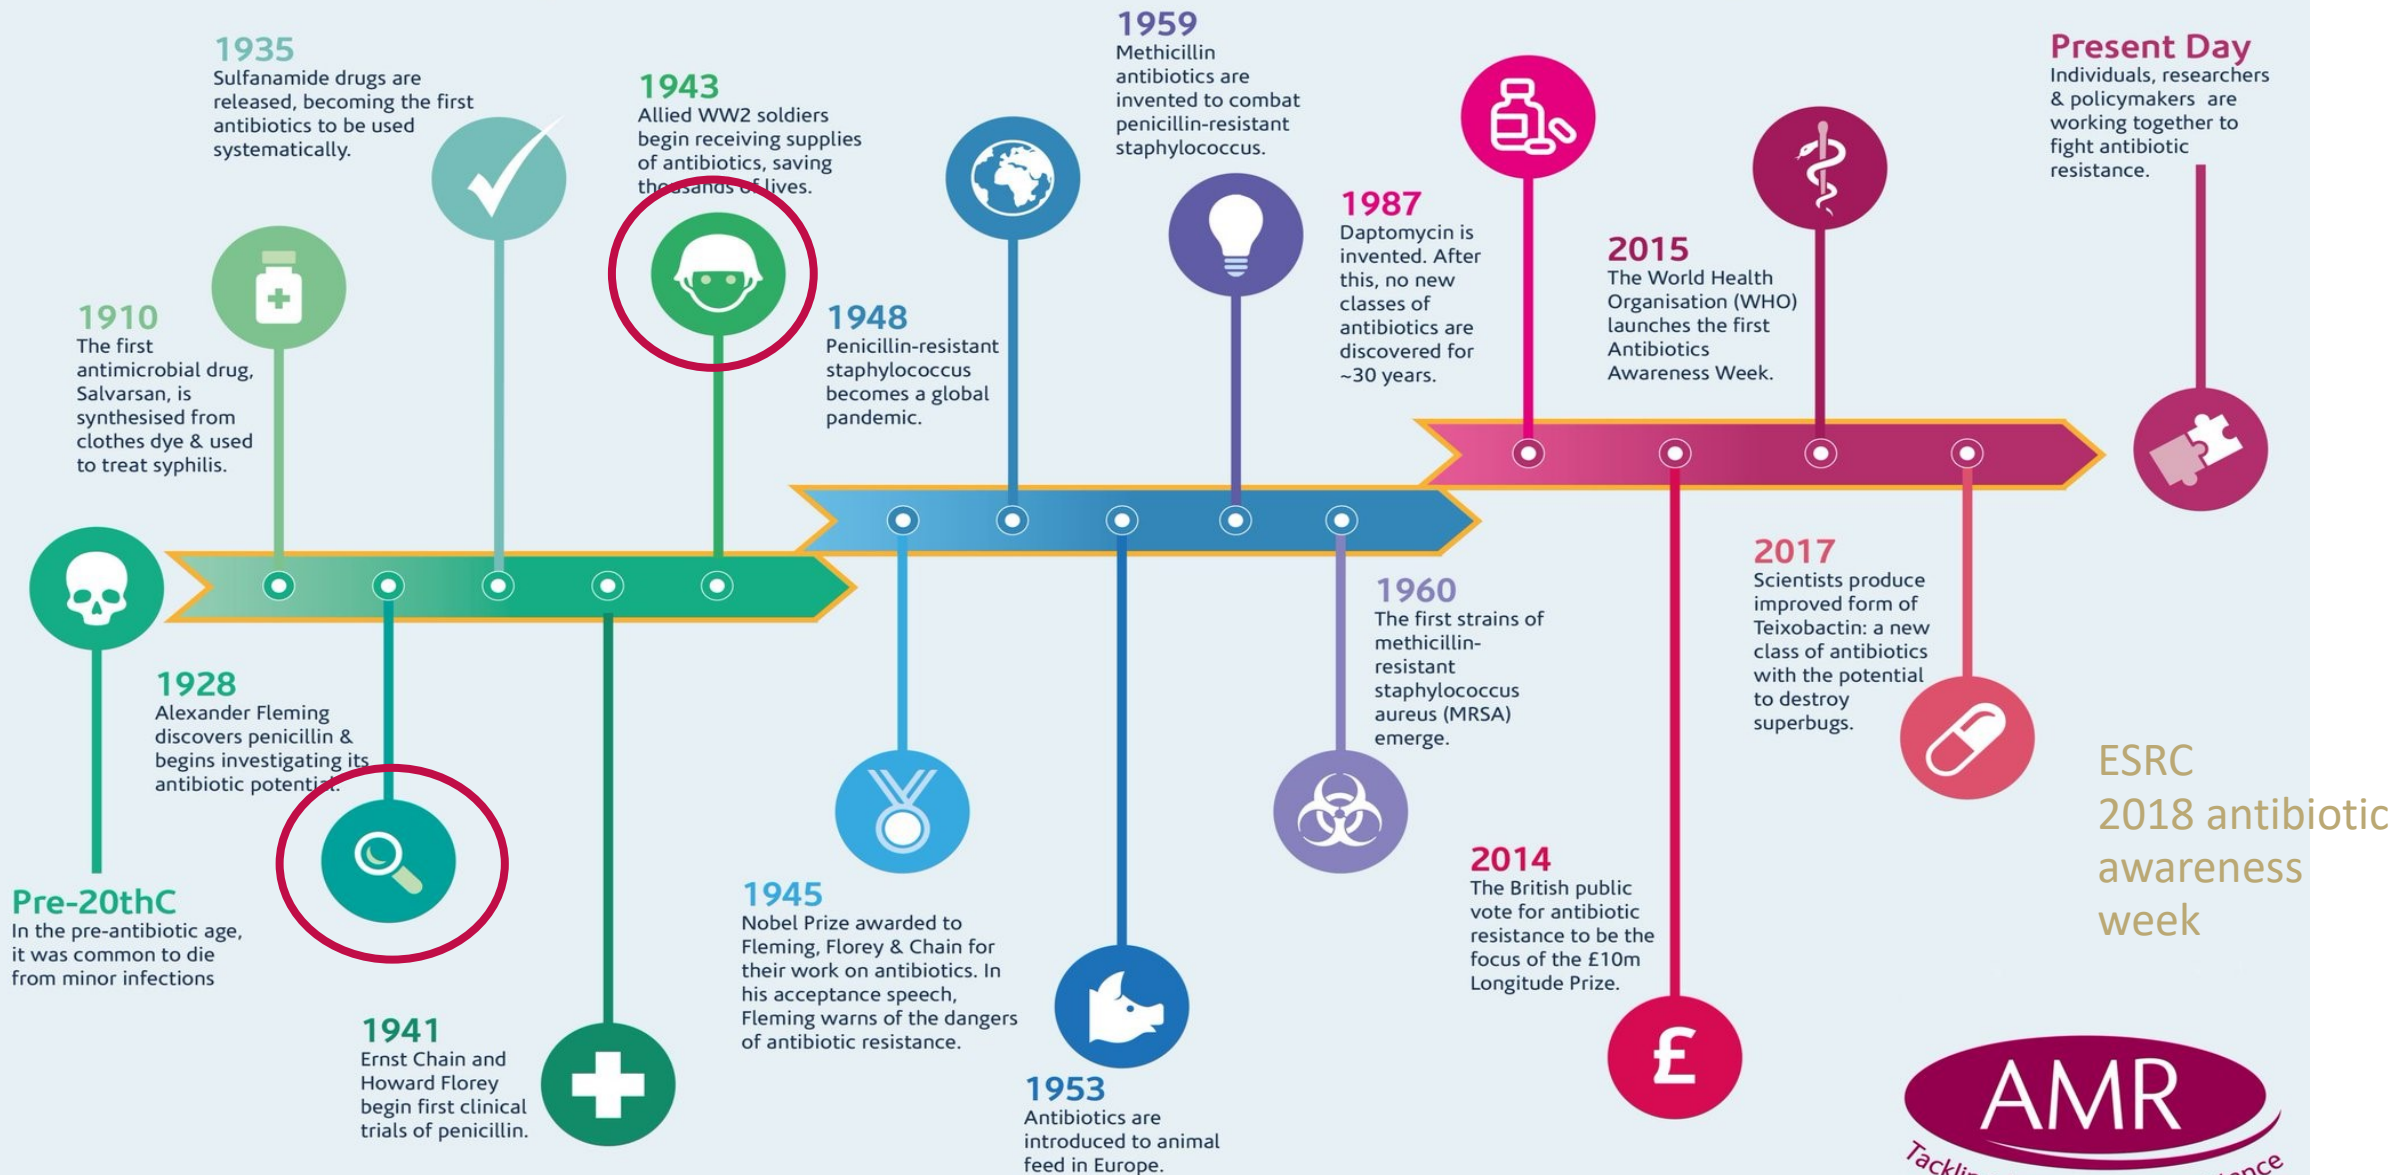 Pre-20thC
In the pre-antibiotic age,
it was common to die
from minor infections
1910
The first
antimicrobial drug,
Salvarsan, is
synthesised from
clothes dye & used
to treat syphilis.
1928
Alexander Fleming
discovers penicillin &
begins investigating its
antibiotic potential.
1935
Sulfanamide drugs are
released, becoming the first
antibiotics to be used
systematically.
1941
Ernst Chain and
Howard Florey
begin first clinical
trials of penicillin.
1943
Allied WW2 soldiers
begin receiving supplies
of antibiotics, saving
thousands of lives.
1945
Nobel Prize awarded to
Fleming, Florey & Chain for
their work on antibiotics. In
his acceptance speech,
Fleming warns of the dangers
of antibiotic resistance.
1948
Penicillin-resistant
staphylococcus
becomes a global
pandemic.
1953
Antibiotics are
introduced to animal
feed in Europe.
1959
Methicillin
antibiotics are
invented to combat
penicillin-resistant
staphylococcus.
1960
The first strains of
methicillin-
resistant
staphylococcus
aureus (MRSA)
emerge.
1987
Daptomycin is
invented. After
this, no new
classes of
antibiotics are
discovered for
~30 years.
2014
The British public
vote for antibiotic
resistance to be the
focus of the £10m
Longitude Prize.
£
2015
The World Health
Organisation (WHO)
launches the first
Antibiotics
Awareness Week.
2017
Scientists produce
improved form of
Teixobactin: a new
class of antibiotics
with the potential
to destroy
superbugs.
Present Day
Individuals, researchers
& policymakers are
working together to
fight antibiotic
resistance.
ESRC
2018 antibiotic
awareness
week
AMR